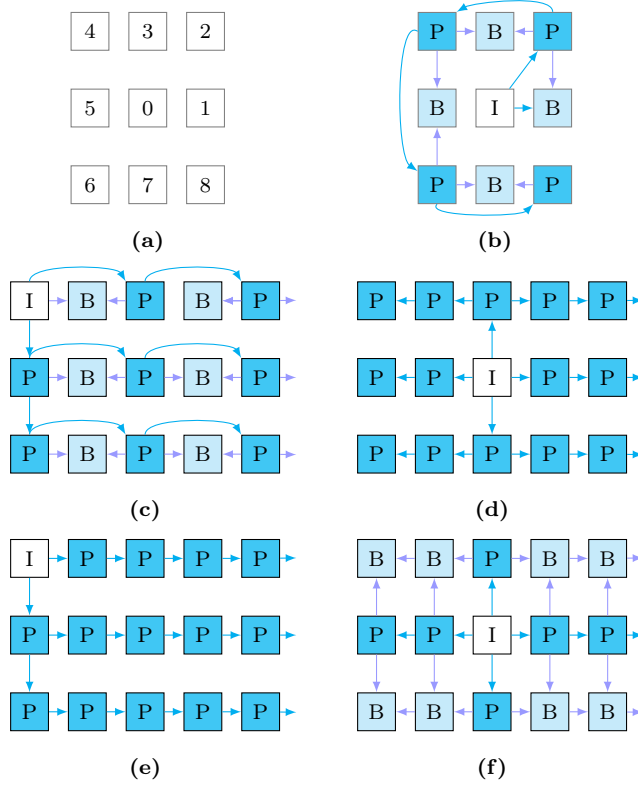 4 3 2
5 0 1
6 7 8
(a)
P B P
B I B
P B P
(b)
I B P B P
P B P B P
P B P B P
(c)
P P P P P
P P I P P
P P P P P
(d)
I P P P P
P P P P P
P P P P P
(e)
B B P B B
P P I P P
B B P B B
(f)